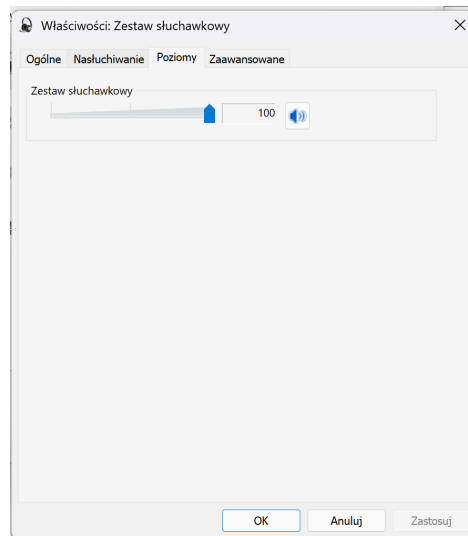 Właściwości: Zestaw słuchawkowy
Ogólne Nasłuchiwanie Poziomy Zaawansowane
Zestaw słuchawkowy
100
OK Anuluj Zastosuj